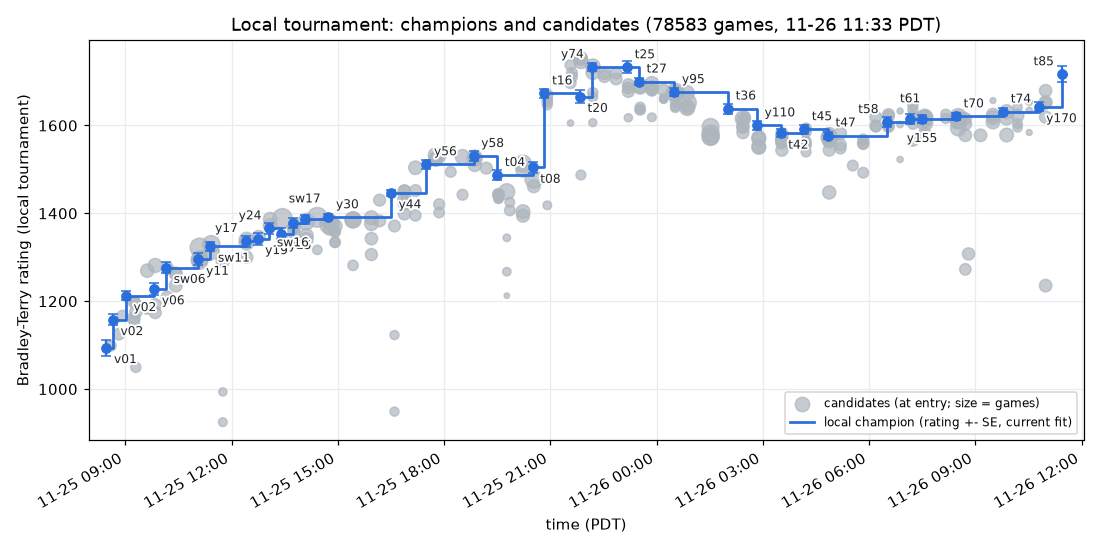 Local tournament: champions and candidates (78583 games, 11-26 11:33 PDT)
Bradley-Terry rating (local tournament)
1600
1400
1200
1000
v01
v02
y02
y06
sw06
y11
sw11
y17
y24
sw16
sw17
y30
y44
y56
y58
t04
t08
t16
t20
y74
t25
t27
y95
t36
y110
t42
t45
t47
t58
t61
y155
t70
t74
y170
t85
candidates (at entry; size = games)
local champion (rating +- SE, current fit)
11-25 09:00
11-25 12:00
11-25 15:00
11-25 18:00
11-25 21:00
11-26 00:00
11-26 03:00
11-26 06:00
11-26 09:00
11-26 12:00
time (PDT)